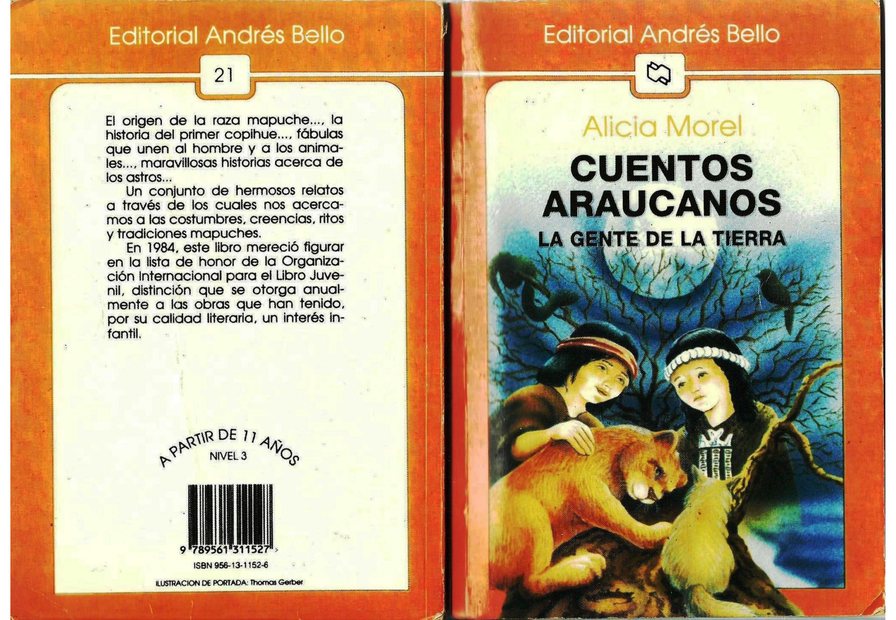 Editorial Andrés Bello
21
El origen de la raza mapuche..., la
historia del primer copihue..., fábulas
que unen al hombre y a los anima-
les..., maravillosas historias acerca de
los astros...
Un conjunto de hermosos relatos
a través de los cuales nos acerca-
mos a las costumbres, creencias, ritos
y tradiciones mapuches.
En 1984, este libro mereció figurar
en la lista de honor de la Organiza-
ción Internacional para el Libro Juve-
nil, distinción que se otorga anual-
mente a las obras que han tenido,
por su calidad literaria, un interés in-
fantil.
A PARTIR DE 11 AÑOS
NIVEL 3
9 789561 311527
ISBN 956-13-1152-6
ILUSTRACION DE PORTADA: Thomas Gerber
Editorial Andrés Bello
Alicia Morel
CUENTOS
ARAUCANOS
LA GENTE DE LA TIERRA